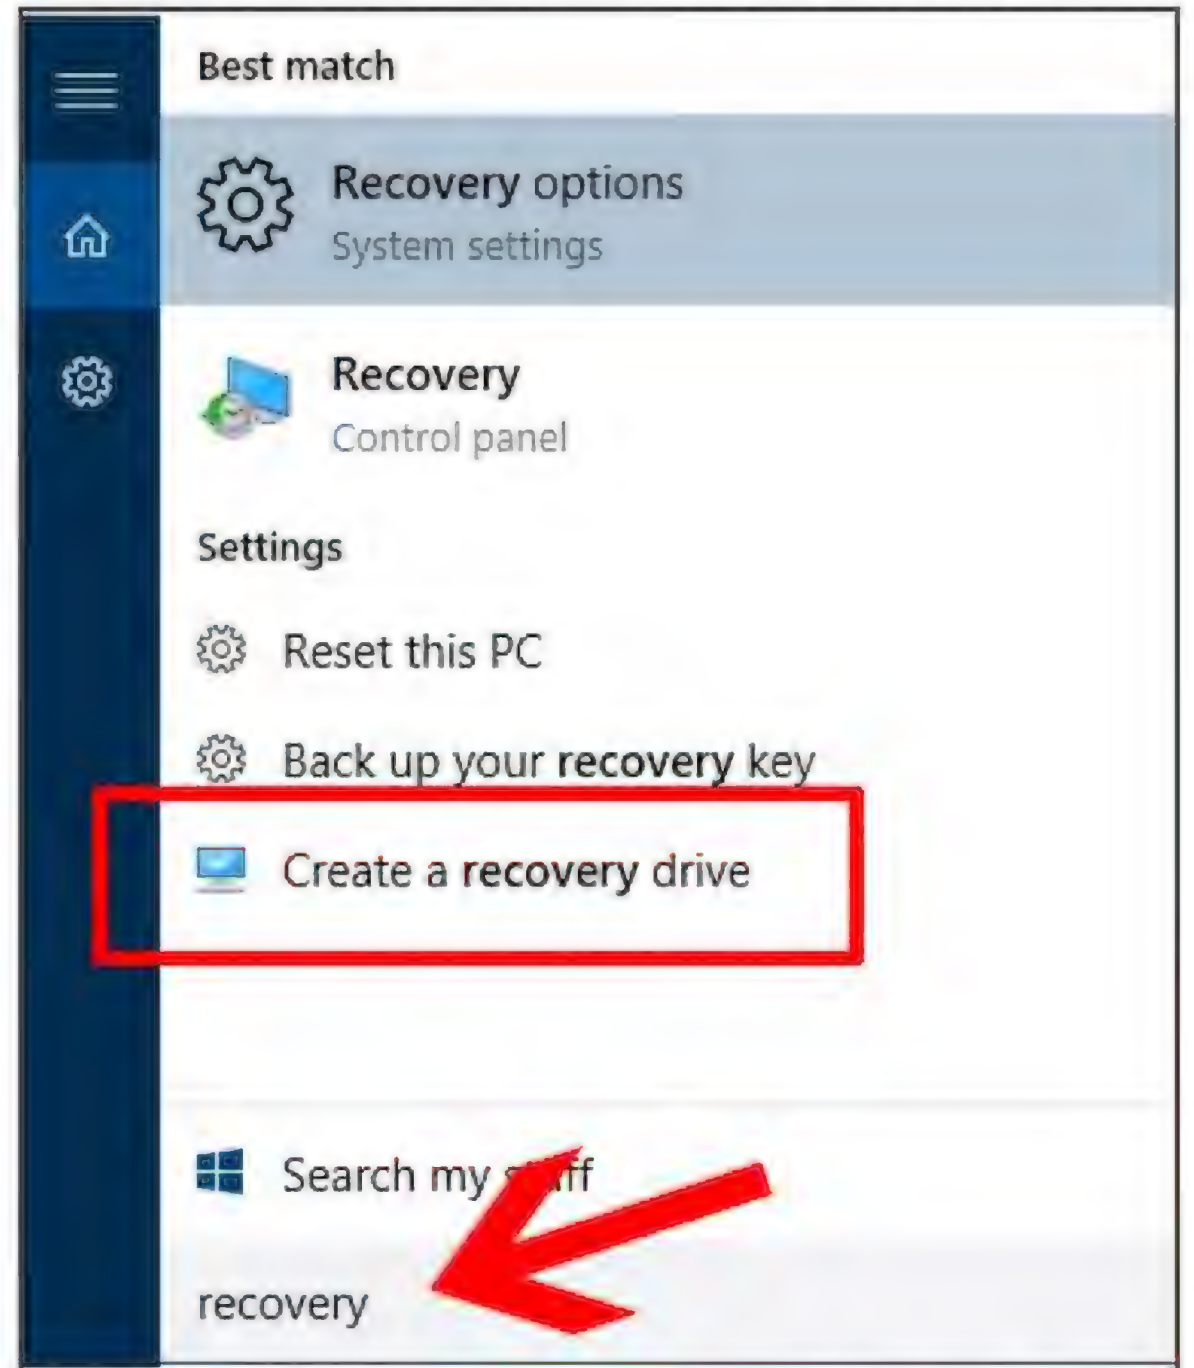 Best match
Recovery options
System settings
Recovery
Control panel
Settings
Reset this PC
Back up your recovery key
Create a recovery drive
Search my stuff
recovery